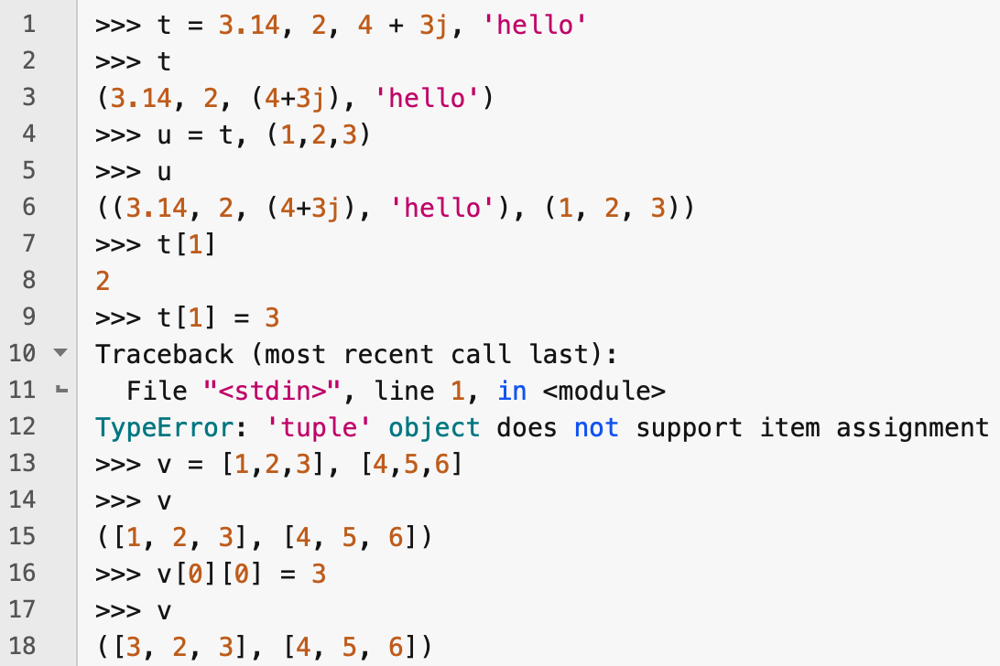 1 >>> t = 3.14, 2, 4 + 3j, 'hello'
2 >>> t
3 (3.14, 2, (4+3j), 'hello')
4 >>> u = t, (1,2,3)
5 >>> u
6 ((3.14, 2, (4+3j), 'hello'), (1, 2, 3))
7 >>> t[1]
8 2
9 >>> t[1] = 3
10 Traceback (most recent call last):
11   File "<stdin>", line 1, in <module>
12 TypeError: 'tuple' object does not support item assignment
13 >>> v = [1,2,3], [4,5,6]
14 >>> v
15 ([1, 2, 3], [4, 5, 6])
16 >>> v[0][0] = 3
17 >>> v
18 ([3, 2, 3], [4, 5, 6])